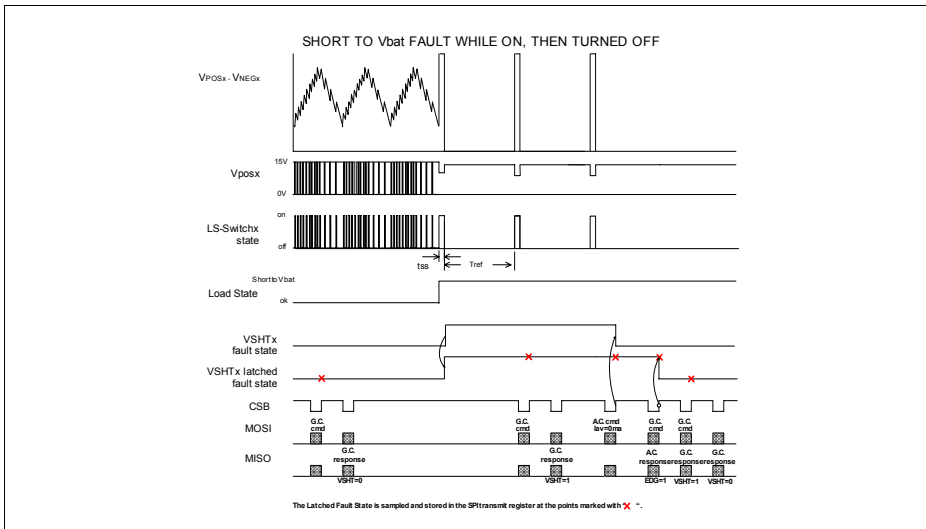 SHORT TO Vbat FAULT WHILE ON, THEN TURNED OFF
VPOSx - VNEGx
15V
Vposx
0V
on
LS-Switchx
state
off
tss
Tref
Short to Vbat
Load State
ok
VSHTx
fault state
VSHTx latched
fault state
CSB
G.C. cmd
G.C. cmd
A.C. cmd Iav=0ma
G.C. cmd
G.C. cmd
MOSI
G.C. response
G.C. response
A.C. response
G.C. response
G.C. response
MISO
VSHT=0
VSHT=1
EDG=1
VSHT=1
VSHT=0
The Latched Fault State is sampled and stored in the SPI transmit register at the points marked with " X ".